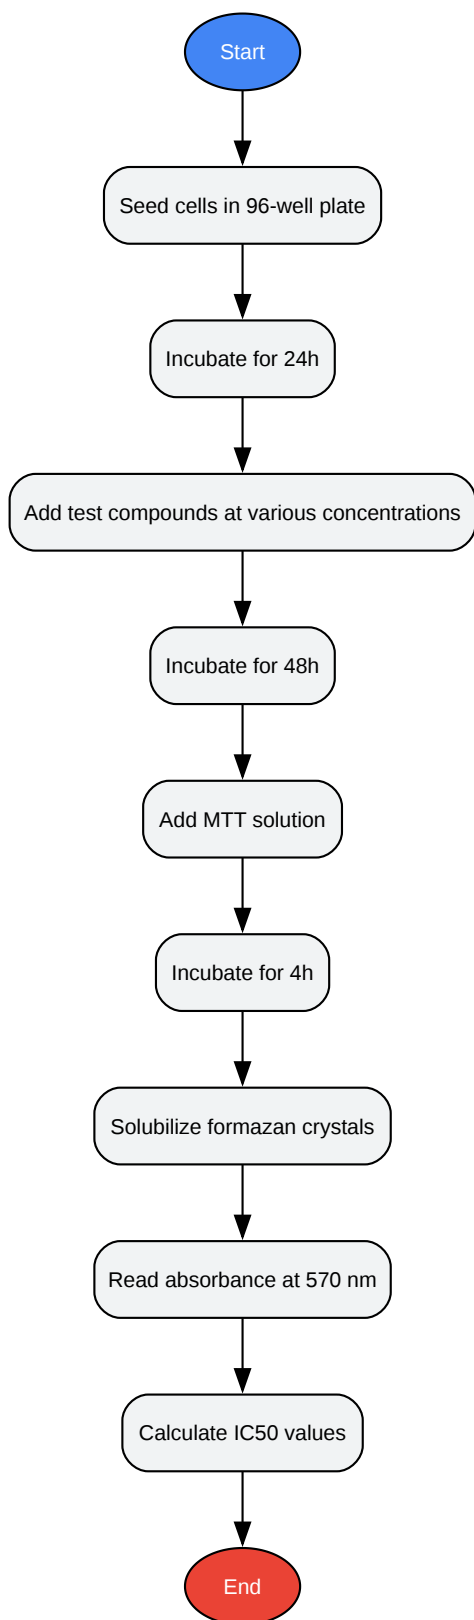 Start
Seed cells in 96-well plate
Incubate for 24h
Add test compounds at various concentrations
Incubate for 48h
Add MTT solution
Incubate for 4h
Solubilize formazan crystals
Read absorbance at 570 nm
Calculate IC50 values
End